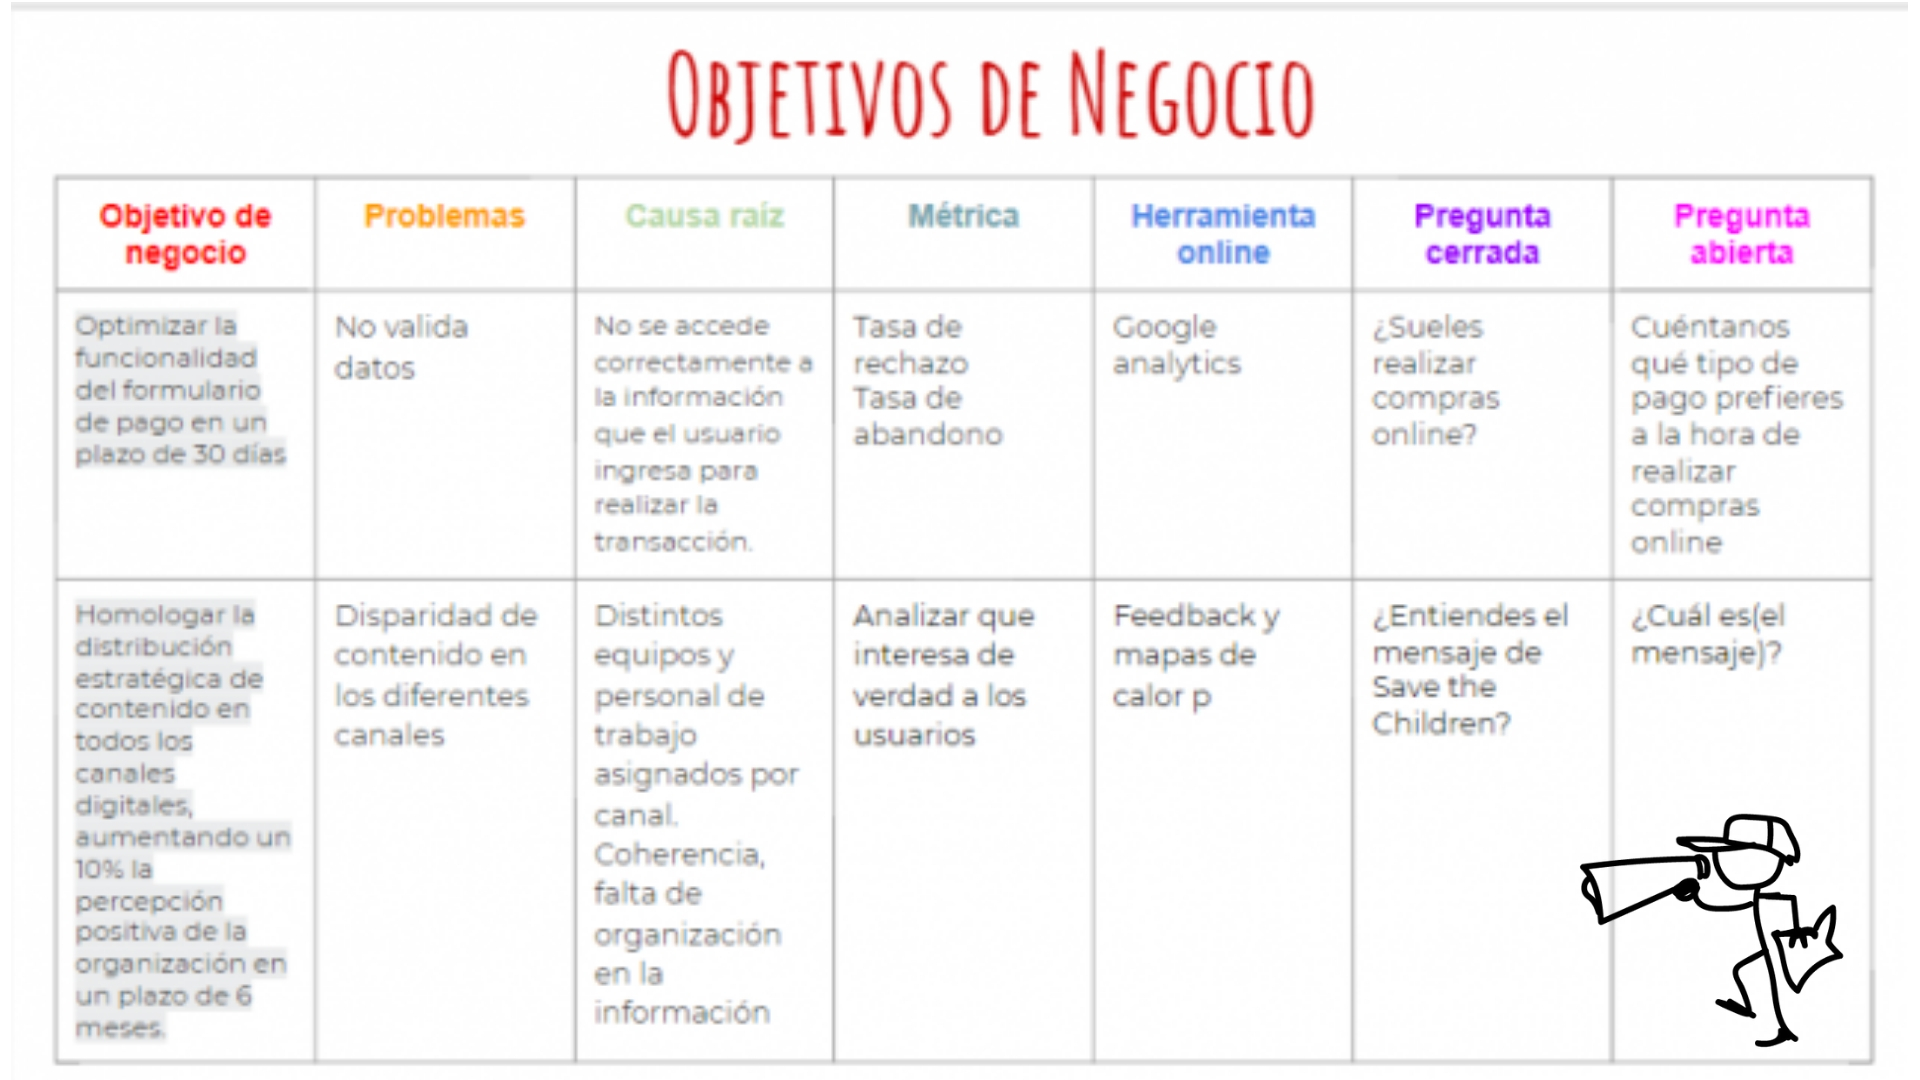 OBJETIVOS DE NEGOCIO
Objetivo de
negocio
Problemas
Causa raíz
Métrica
Herramienta
online
Pregunta
cerrada
Pregunta
abierta
Optimizar la
funcionalidad
del formulario
de pago en un
plazo de 30 días
No valida
datos
No se accede
correctamente a
la información
que el usuario
ingresa para
realizar la
transacción.
Tasa de
rechazo
Tasa de
abandono
Google
analytics
¿Sueles
realizar
compras
online?
Cuéntanos
qué tipo de
pago prefieres
a la hora de
realizar
compras
online
Homologar la
distribución
estratégica de
contenido en
todos los
canales
digitales,
aumentando un
10% la
percepción
positiva de la
organización en
un plazo de 6
meses.
Disparidad de
contenido en
los diferentes
canales
Distintos
equipos y
personal de
trabajo
asignados por
canal.
Coherencia,
falta de
organización
en la
información
Analizar que
interesa de
verdad a los
usuarios
Feedback y
mapas de
calor p
¿Entiendes el
mensaje de
Save the
Children?
¿Cuál es(el
mensaje)?